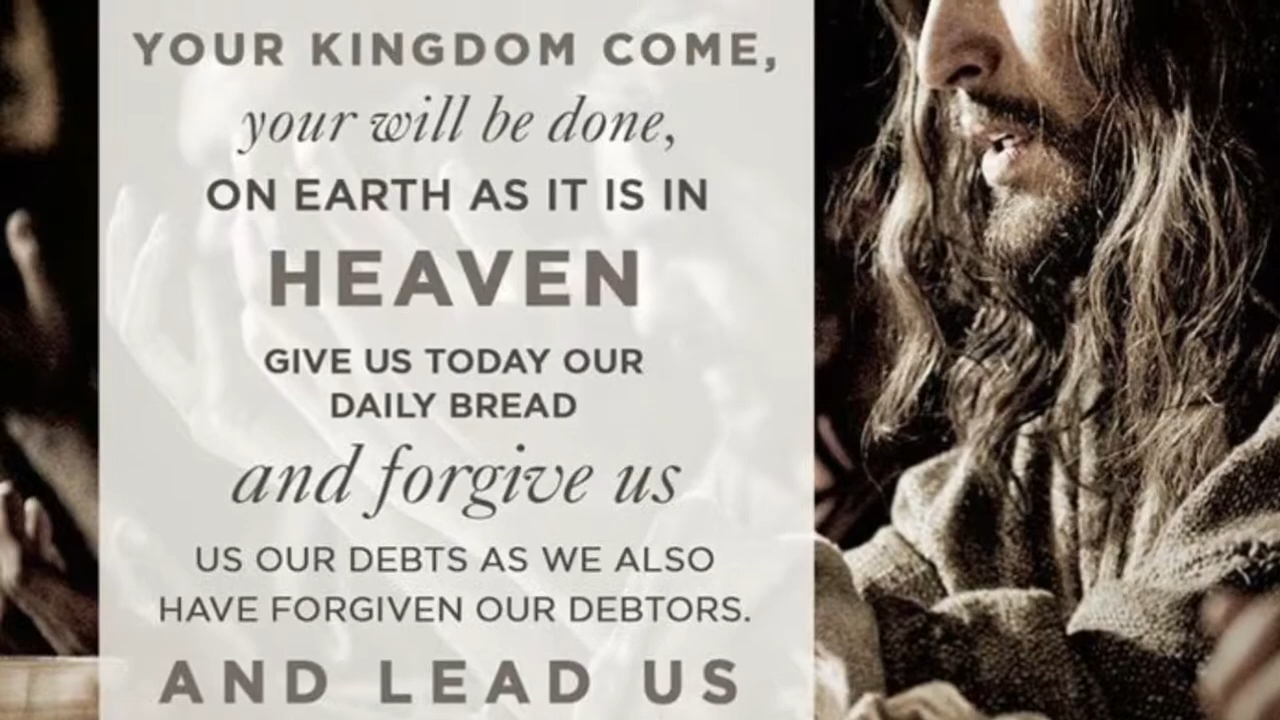 YOUR KINGDOM COME,
your will be done,
ON EARTH AS IT IS IN
HEAVEN
GIVE US TODAY OUR
DAILY BREAD
and forgive us
US OUR DEBTS AS WE ALSO
HAVE FORGIVEN OUR DEBTORS.
AND LEAD US